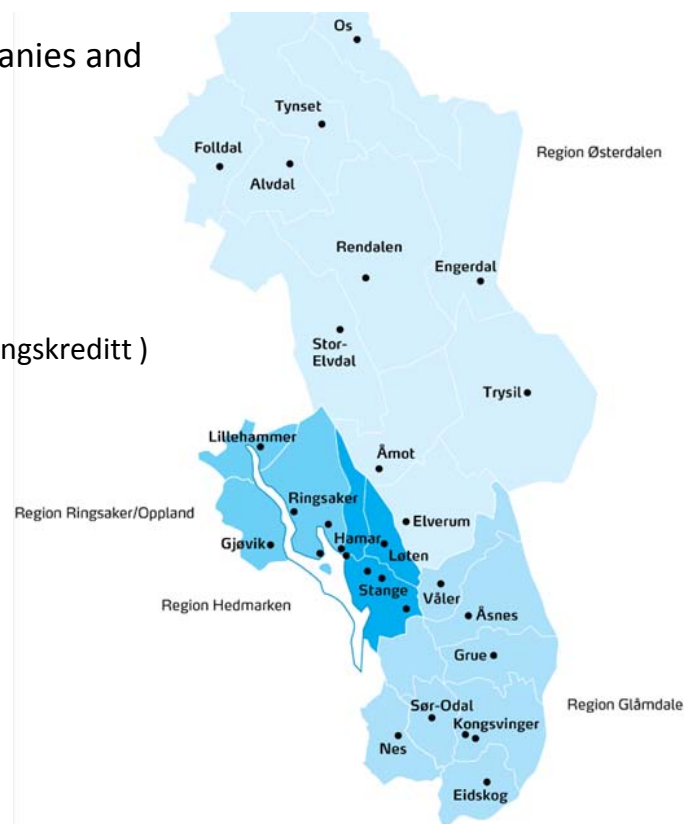 Os
anies and
Tynset
Folldal
Region Østerdalen
Alvdal
Rendalen
Engerdal
Stor-
Elvdal
ngskreditt )
Trysil
Lillehammer
Åmot
Ringsaker
Region Ringsaker/Oppland
Elverum
Hamar
Gjøvik
Løten
Stange
Våler
Region Hedmarken
Åsnes
Grue
Sør-Odal
Region Glåmdale
Kongsvinger
Nes
Eidskog